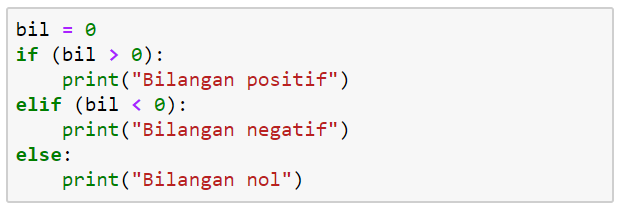 bil = 0
if (bil > 0):
    print("Bilangan positif")
elif (bil < 0):
    print("Bilangan negatif")
else:
    print("Bilangan nol")